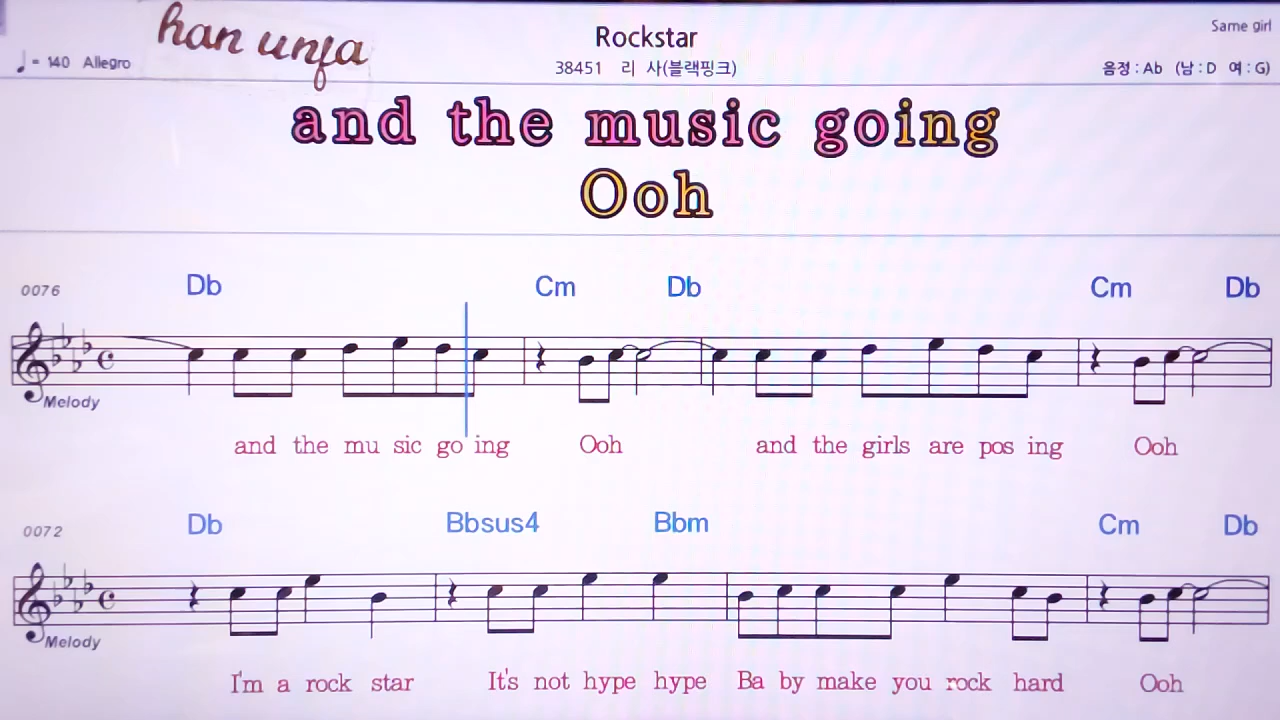 han unja
Rockstar
Same girl
♩= 140 Allegro
38451 리 사(블랙핑크)
음정 : Ab (남 : D 여 : G)
and the music going
Ooh
0076
Db Cm Db Cm Db
Melody
and the mu sic go ing Ooh and the girls are pos ing Ooh
0072
Db Bbsus4 Bbm Cm Db
Melody
I'm a rock star It's not hype hype Ba by make you rock hard Ooh